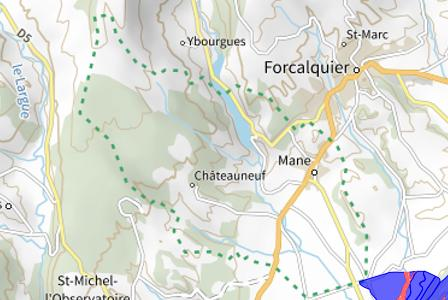 D5
le Largue
Ybourgues
St-Marc
Forcalquier
Mane
Châteauneuf
St-Michel-
l'Observatoire